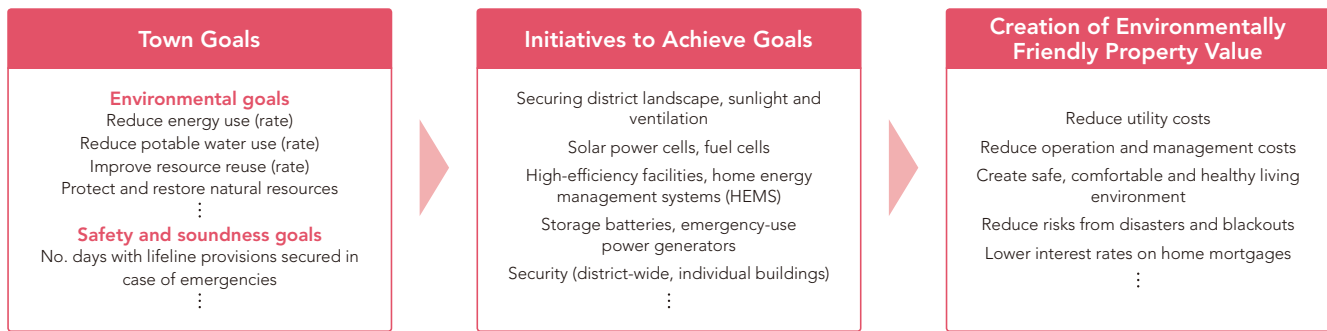 Town Goals
Environmental goals
Reduce energy use (rate)
Reduce potable water use (rate)
Improve resource reuse (rate)
Protect and restore natural resources
⋮
Safety and soundness goals
No. days with lifeline provisions secured in
case of emergencies
⋮
Initiatives to Achieve Goals
Securing district landscape, sunlight and
ventilation
Solar power cells, fuel cells
High-efficiency facilities, home energy
management systems (HEMS)
Storage batteries, emergency-use
power generators
Security (district-wide, individual buildings)
⋮
Creation of Environmentally
Friendly Property Value
Reduce utility costs
Reduce operation and management costs
Create safe, comfortable and healthy living
environment
Reduce risks from disasters and blackouts
Lower interest rates on home mortgages
⋮